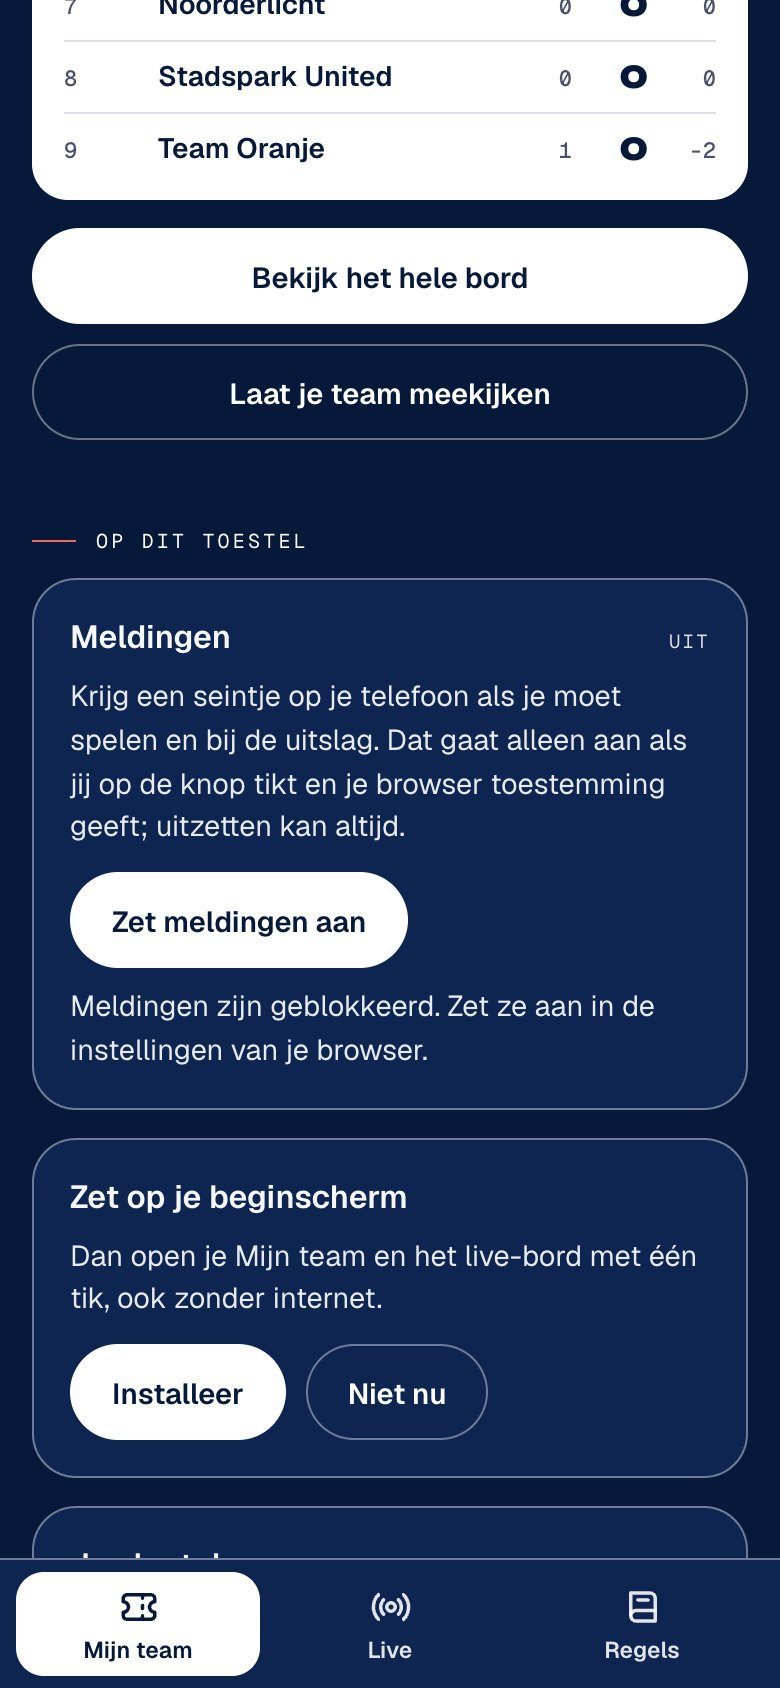 7 Noorderlicht 0 0 0
8 Stadspark United 0 0 0
9 Team Oranje 1 0 -2
Bekijk het hele bord
Laat je team meekijken
OP DIT TOESTEL
Meldingen UIT
Krijg een seintje op je telefoon als je moet
spelen en bij de uitslag. Dat gaat alleen aan als
jij op de knop tikt en je browser toestemming
geeft; uitzetten kan altijd.
Zet meldingen aan
Meldingen zijn geblokkeerd. Zet ze aan in de
instellingen van je browser.
Zet op je beginscherm
Dan open je Mijn team en het live-bord met één
tik, ook zonder internet.
Installeer Niet nu
Mijn team Live Regels